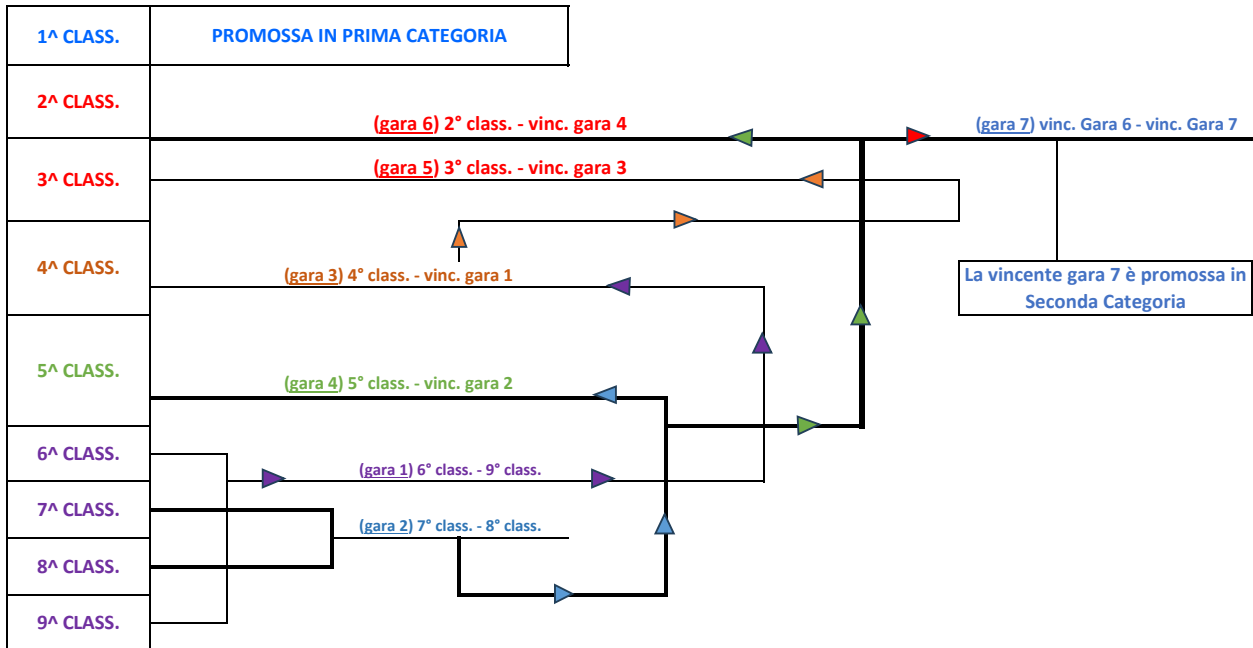 1^ CLASS.
PROMOSSA IN PRIMA CATEGORIA
2^ CLASS.
(gara 6) 2° class. - vinc. gara 4
(gara 7) vinc. Gara 6 - vinc. Gara 7
3^ CLASS.
(gara 5) 3° class. - vinc. gara 3
4^ CLASS.
(gara 3) 4° class. - vinc. gara 1
La vincente gara 7 è promossa in
Seconda Categoria
5^ CLASS.
(gara 4) 5° class. - vinc. gara 2
6^ CLASS.
(gara 1) 6° class. - 9° class.
7^ CLASS.
(gara 2) 7° class. - 8° class.
8^ CLASS.
9^ CLASS.